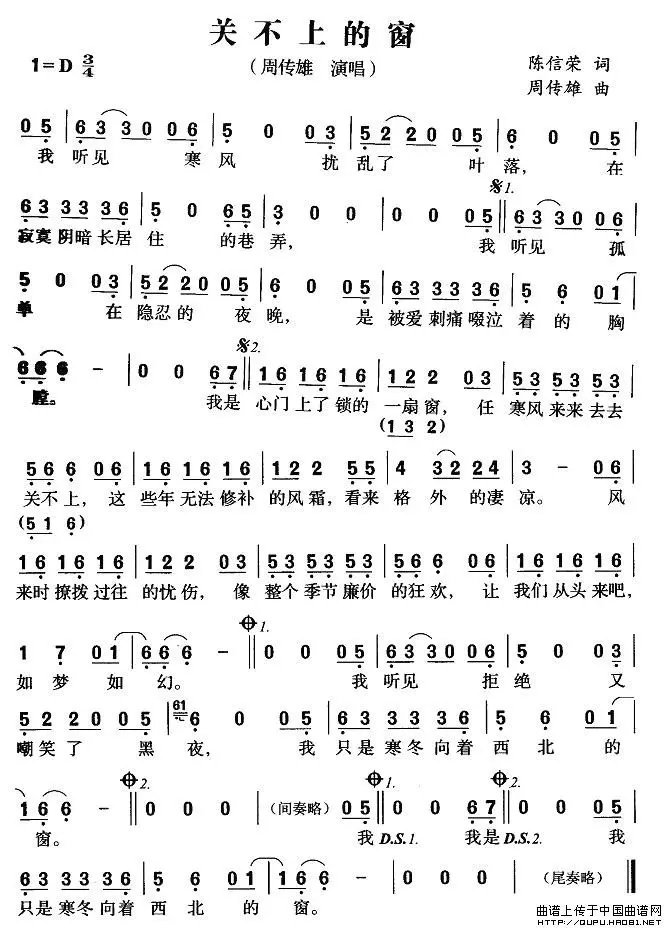 关不上的窗
1=D 3/4
(周传雄 演唱)
陈信荣 词
周传雄 曲
0 5 | 6 3 3 0 0 6 | 5 0 0 3 | 5 2 2 0 0 5 | 6 0 0 5 |
我 听见 寒 风 扰 乱了 叶 落, 在
6 3 3 3 3 6 | 5 0 6 5 | 3 0 0 | 0 0 0 5 || 6 3 3 0 0 6 |
𝄋1.
寂寞 阴暗 长居 住 的巷 弄, 我 听见 孤
5 0 0 3 | 5 2 2 0 0 5 | 6 0 0 5 | 6 3 3 3 3 6 | 5 6 0 1 |
单 在 隐忍 的 夜 晚, 是 被爱 刺痛 啜泣 着 的 胸
6 6 6 - | 0 0 6 7 || 1 6 1 6 1 6 | 1 2 2 0 3 | 5 3 5 3 5 3 |
𝄋2.
膛。 我是 心门 上了 锁的 一扇 窗, 任 寒风 来来 去去
(1 3 2)
5 6 6 0 6 | 1 6 1 6 1 6 | 1 2 2 5 5 | 4 3 2 2 4 | 3 - 0 6 |
关不 上, 这 些年 无法 修补 的风 霜, 看来 格 外的 凄 凉。 风
(5 1 6)
1 6 1 6 1 6 | 1 2 2 0 3 | 5 3 5 3 5 3 | 5 6 6 0 6 | 1 6 1 6 1 6 |
来时 撩拨 过往 的忧 伤, 像 整个 季节 廉价 的狂 欢, 让 我们 从头 来吧,
1 7 0 1 | 6 6 6 - || 0 0 0 5 | 6 3 3 0 0 6 | 5 0 0 3 |
𝄌1.
如 梦 如 幻。 我 听见 拒 绝 又
5 2 2 0 0 5 | 61 6 0 0 5 | 6 3 3 3 3 6 | 5 6 0 1 |
嘲笑 了 黑 夜, 我 只是 寒冬 向着 西 北 的
1 6 6 - || 0 0 0 | (间奏略) 0 5 || 0 0 6 7 || 0 0 0 5 |
𝄌2. 𝄌1. 𝄌2.
窗。 我 D.S.1. 我是 D.S.2. 我
6 3 3 3 3 6 | 5 6 0 1 | 1 6 6 - | 0 0 0 | (尾奏略) ||
只是 寒冬 向着 西 北 的 窗。
曲谱上传于中国曲谱网
HTTP://QUPU.HAO81.NET